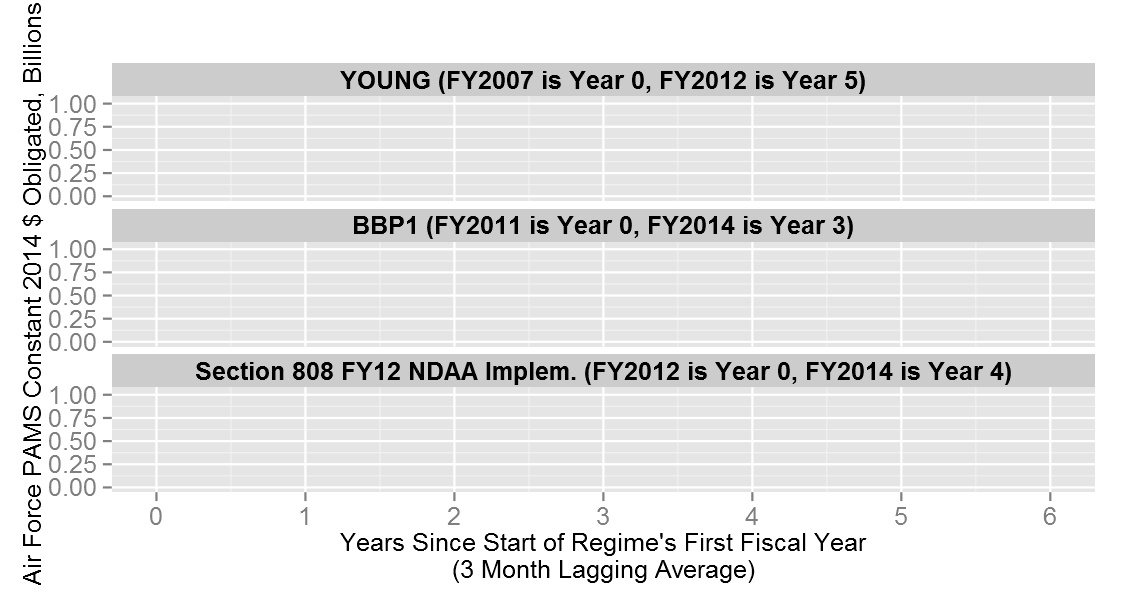 Air Force PAMS Constant 2014 $ Obligated, Billions
YOUNG (FY2007 is Year 0, FY2012 is Year 5)
1.00
0.75
0.50
0.25
0.00
BBP1 (FY2011 is Year 0, FY2014 is Year 3)
1.00
0.75
0.50
0.25
0.00
Section 808 FY12 NDAA Implem. (FY2012 is Year 0, FY2014 is Year 4)
1.00
0.75
0.50
0.25
0.00
0 1 2 3 4 5 6
Years Since Start of Regime's First Fiscal Year
(3 Month Lagging Average)